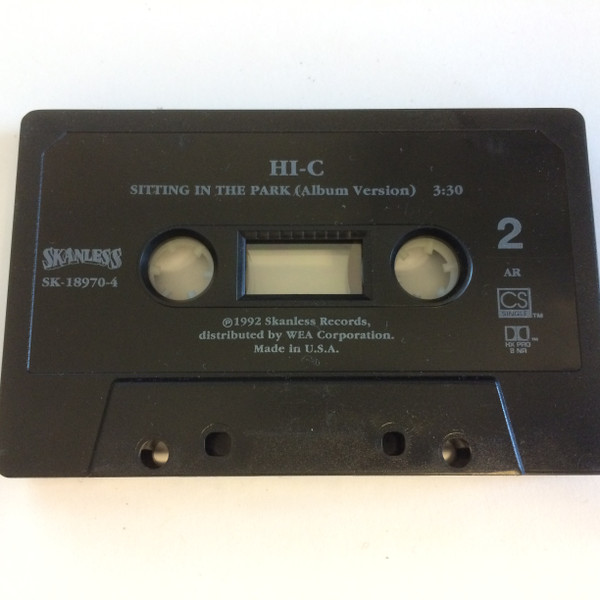 HI-C
SITTING IN THE PARK (Album Version) 3:30
SKANLESS
SK-18970-4
2
AR
CS
SINGLE TM
℗1992 Skanless Records,
distributed by WEA Corporation.
Made in U.S.A.
HX PRO
B NR